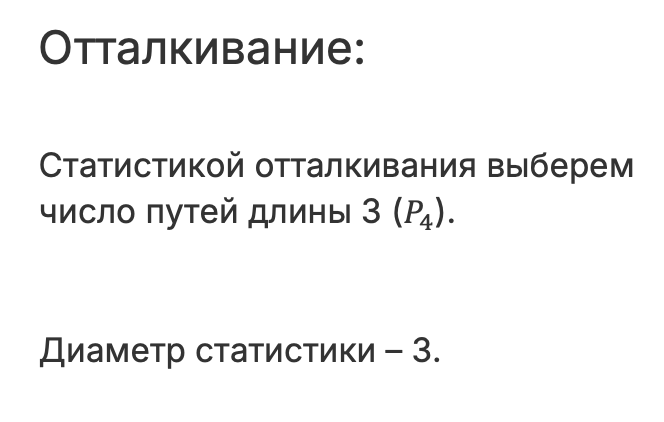 Отталкивание:
Статистикой отталкивания выберем
число путей длины 3 (P₄).
Диаметр статистики – 3.